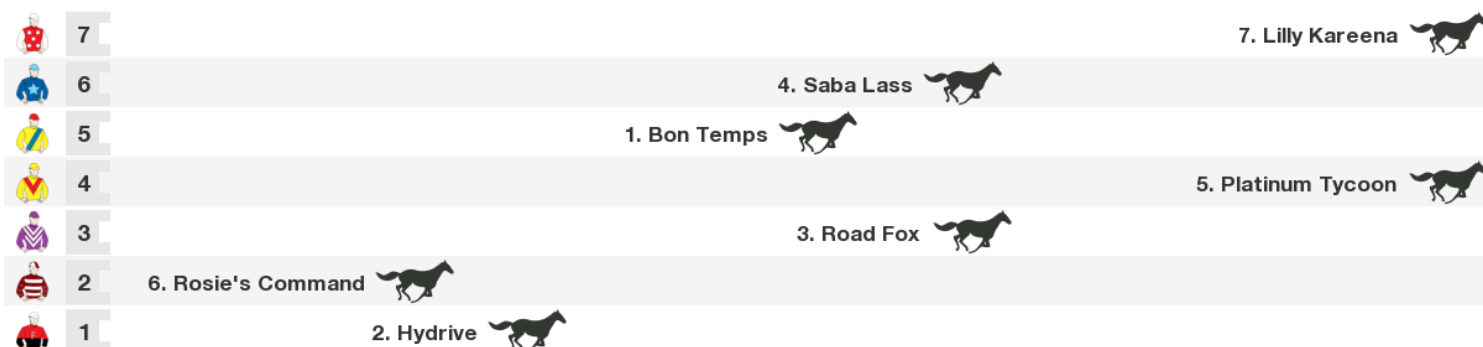 7 7. Lilly Kareena
6 4. Saba Lass
5 1. Bon Temps
4 5. Platinum Tycoon
3 3. Road Fox
2 6. Rosie's Command
1 2. Hydrive